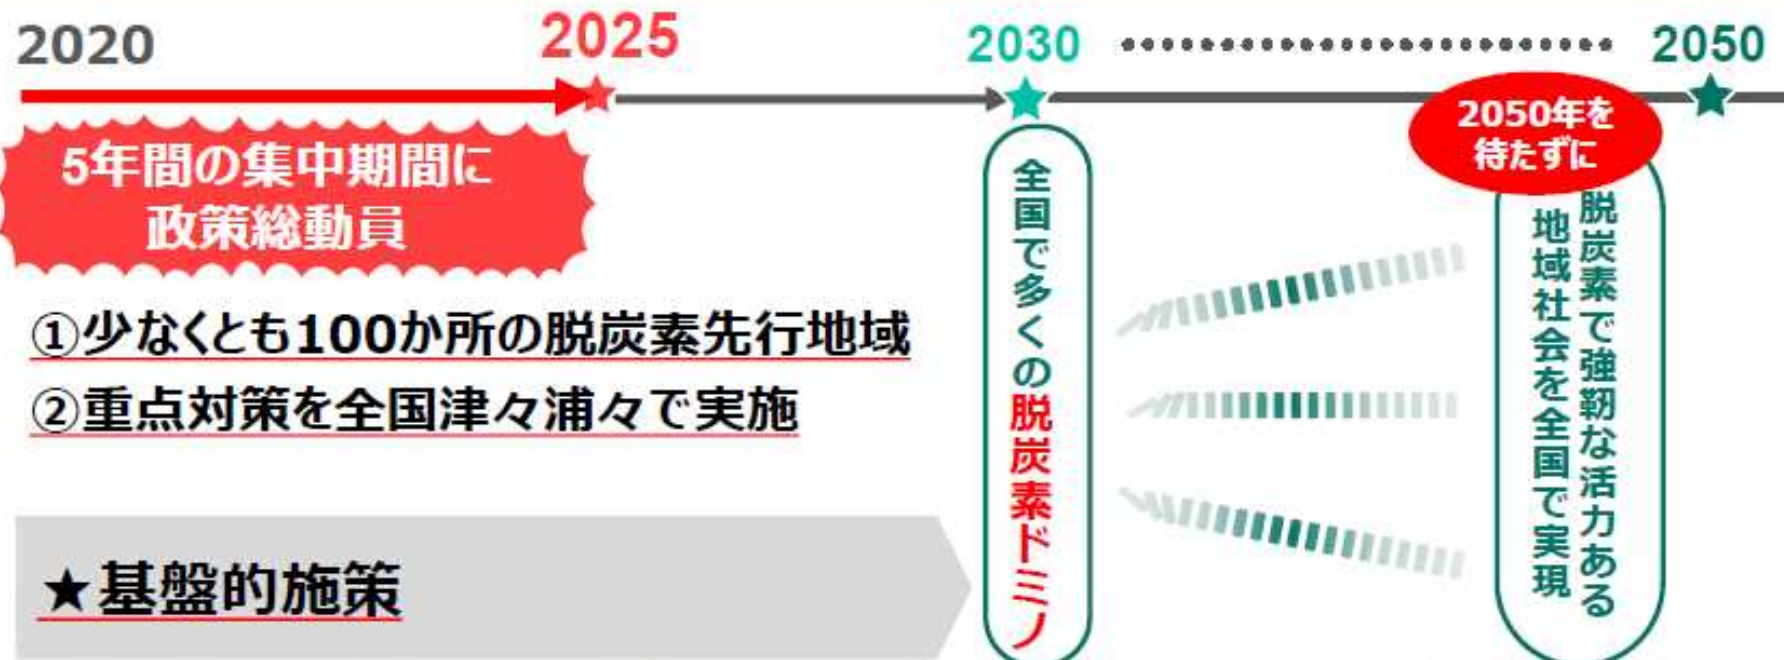 2020
2025
2030
2050
5年間の集中期間に
政策総動員
①少なくとも100か所の脱炭素先行地域
②重点対策を全国津々浦々で実施
★基盤的施策
全国で多くの脱炭素ドミノ
2050年を
待たずに
脱炭素で強靭な活力ある
地域社会を全国で実現